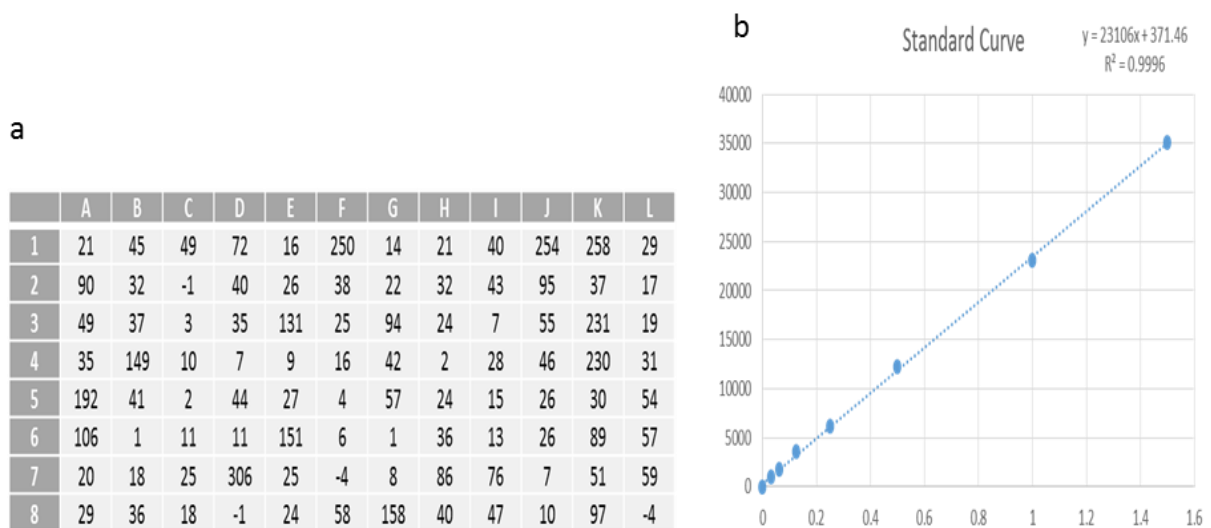 a
A B C D E F G H I J K L
1 21 45 49 72 16 250 14 21 40 254 258 29
2 90 32 -1 40 26 38 22 32 43 95 37 17
3 49 37 3 35 131 25 94 24 7 55 231 19
4 35 149 10 7 9 16 42 2 28 46 230 31
5 192 41 2 44 27 4 57 24 15 26 30 54
6 106 1 11 11 151 6 1 36 13 26 89 57
7 20 18 25 306 25 -4 8 86 76 7 51 59
8 29 36 18 -1 24 58 158 40 47 10 97 -4
b
Standard Curve
y = 23106x + 371.46
R² = 0.9996
40000
35000
30000
25000
20000
15000
10000
5000
0
0 0.2 0.4 0.6 0.8 1 1.2 1.4 1.6